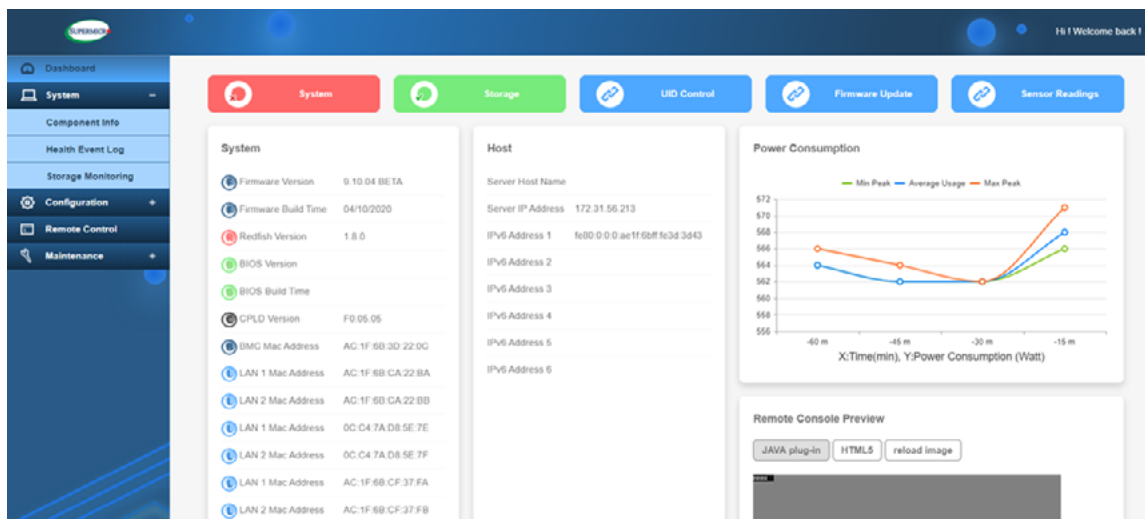 SUPERMICR
Hi ! Welcome back !
Dashboard
System –
Component Info
Health Event Log
Storage Monitoring
Configuration +
Remote Control
Maintenance +
System
Storage
UID Control
Firmware Update
Sensor Readings
System
Firmware Version 9.10.04 BETA
Firmware Build Time 04/10/2020
Redfish Version 1.8.0
BIOS Version
BIOS Build Time
CPLD Version F0.05.05
BMC Mac Address AC:1F:6B:3D:22:0C
LAN 1 Mac Address AC:1F:6B:CA:22:BA
LAN 2 Mac Address AC:1F:6B:CA:22:BB
LAN 1 Mac Address 0C:C4:7A:D8:5E:7E
LAN 2 Mac Address 0C:C4:7A:D8:5E:7F
LAN 1 Mac Address AC:1F:6B:CF:37:FA
LAN 2 Mac Address AC:1F:6B:CF:37:FB
Host
Server Host Name
Server IP Address 172.31.56.213
IPv6 Address 1 fe80:0:0:0:ae1f:6bff:fe3d:3d43
IPv6 Address 2
IPv6 Address 3
IPv6 Address 4
IPv6 Address 5
IPv6 Address 6
Power Consumption
Min Peak Average Usage Max Peak
572
570
568
566
564
562
560
558
556
-60 m -45 m -30 m -15 m
X:Time(min), Y:Power Consumption (Watt)
Remote Console Preview
JAVA plug-in HTML5 reload image